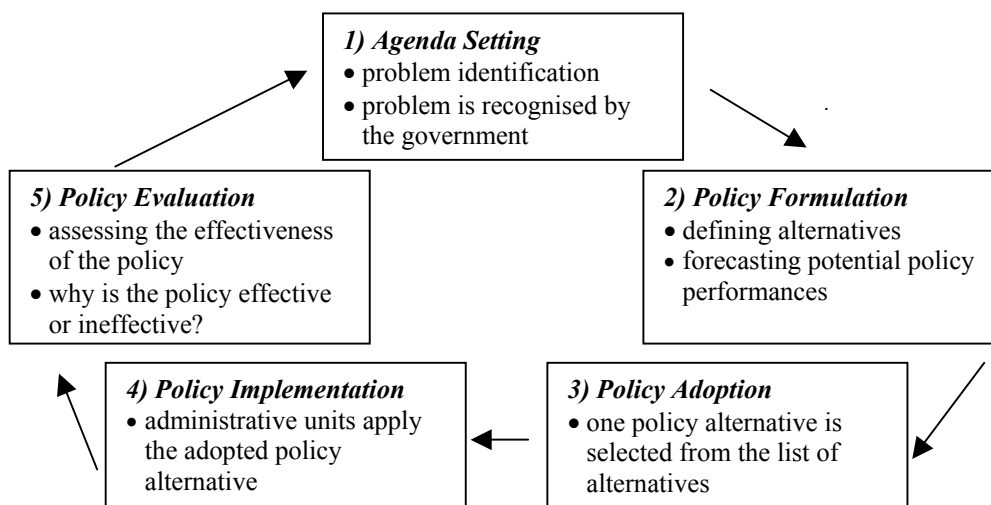 1) Agenda Setting
• problem identification
• problem is recognised by
the government
2) Policy Formulation
• defining alternatives
• forecasting potential policy
performances
3) Policy Adoption
• one policy alternative is
selected from the list of
alternatives
4) Policy Implementation
• administrative units apply
the adopted policy
alternative
5) Policy Evaluation
• assessing the effectiveness
of the policy
• why is the policy effective
or ineffective?